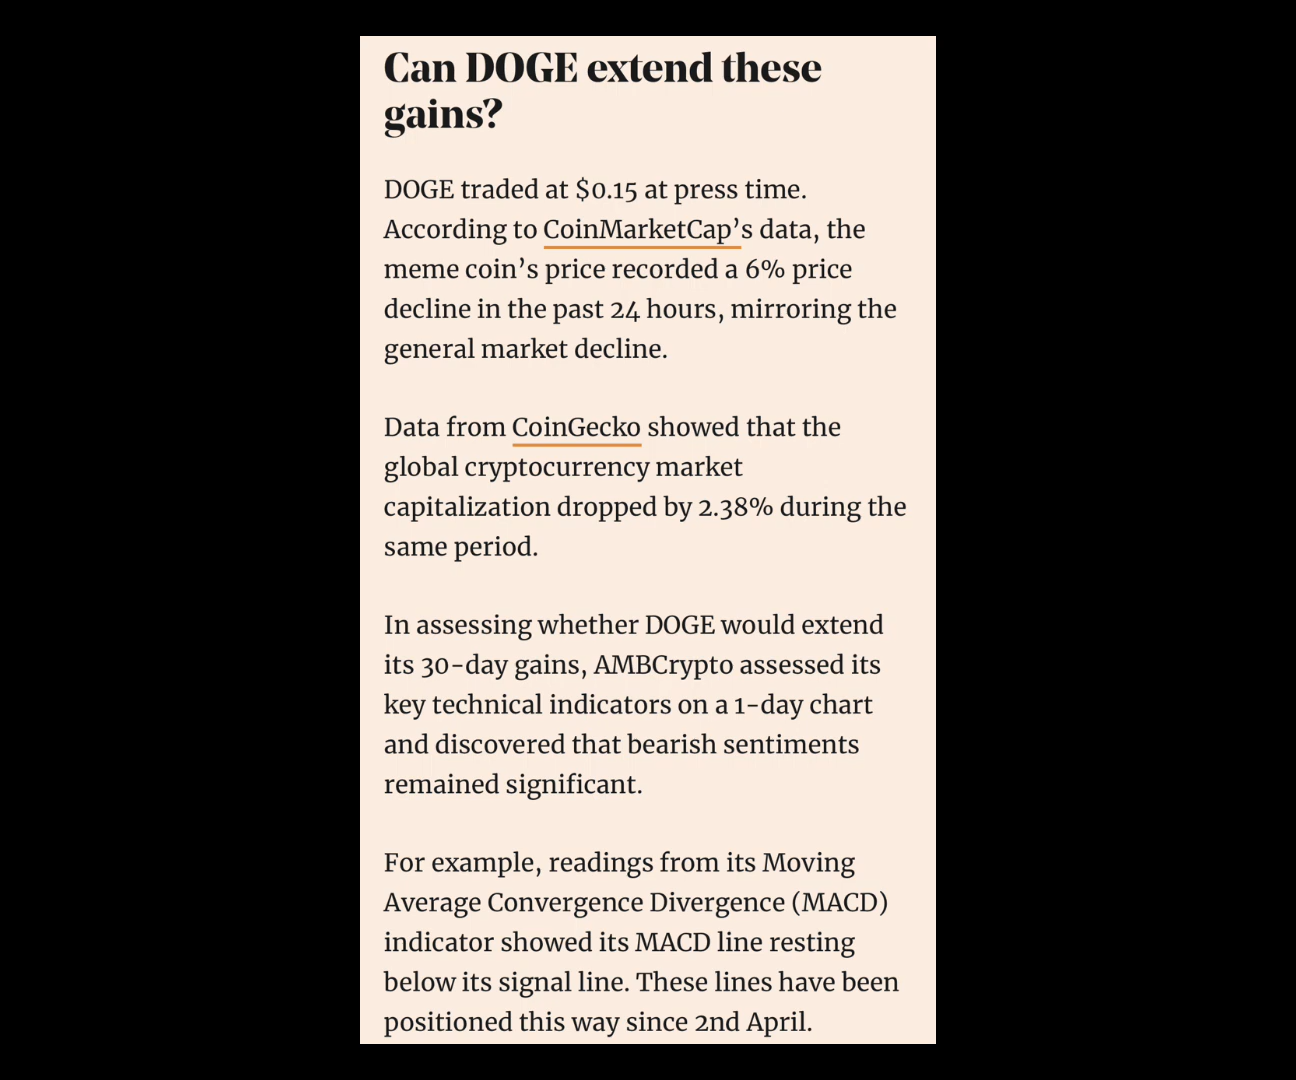 Can DOGE extend these
gains?
DOGE traded at $0.15 at press time.
According to CoinMarketCap’s data, the
meme coin’s price recorded a 6% price
decline in the past 24 hours, mirroring the
general market decline.
Data from CoinGecko showed that the
global cryptocurrency market
capitalization dropped by 2.38% during the
same period.
In assessing whether DOGE would extend
its 30-day gains, AMBCrypto assessed its
key technical indicators on a 1-day chart
and discovered that bearish sentiments
remained significant.
For example, readings from its Moving
Average Convergence Divergence (MACD)
indicator showed its MACD line resting
below its signal line. These lines have been
positioned this way since 2nd April.